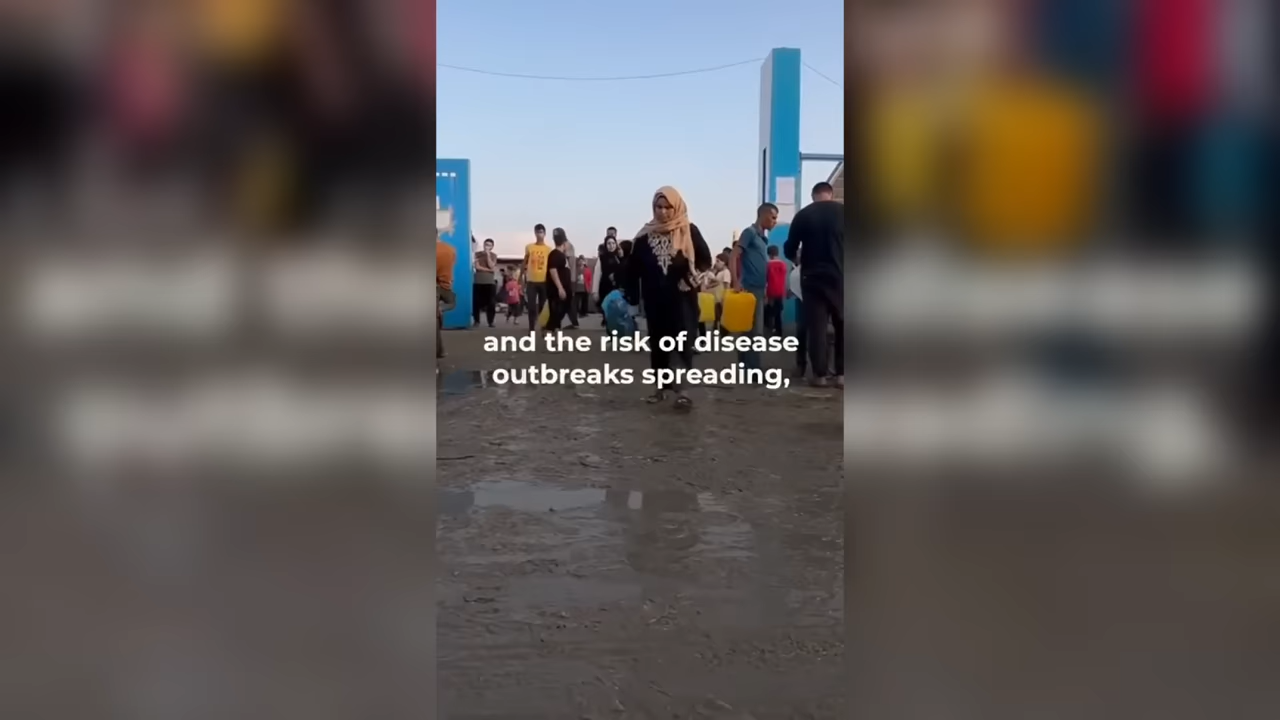 and the risk of disease
outbreaks spreading,